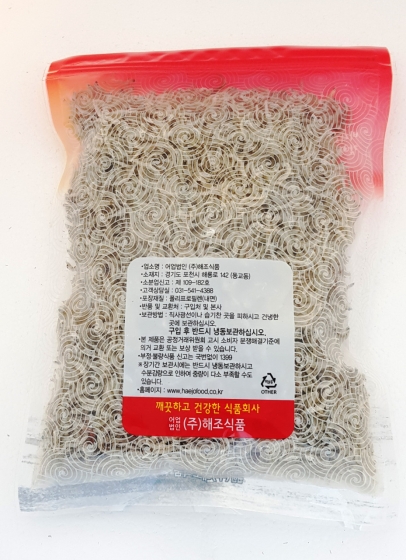 •업소명 : 어업법인 (주)해조식품
•소재지 : 경기도 포천시 해룡로 142 (동교동)
•소분업신고 : 제 109-182호
•고객상담실 : 031-541-4388
•포장재질 : 폴리프로필렌(내면)
•반품 및 교환처 : 구입처 및 본사
•보관방법 : 직사광선이나 습기찬 곳을 피하시고 건냉한
곳에 보관하십시오.
구입 후 반드시 냉동보관하십시오.
•본 제품은 공정거래위원회 고시 소비자 분쟁해결기준에
의거 교환 또는 보상 받을 수 있습니다.
•부정·불량식품 신고는 국번없이 1399
※장기간 보관시에는 반드시 냉동보관하십시고
수분감량으로 인하여 중량이 다소 부족할 수도
있습니다.
•홈페이지 : www.haejofood.co.kr
OTHER
깨끗하고 건강한 식품회사
어업
법인 (주)해조식품